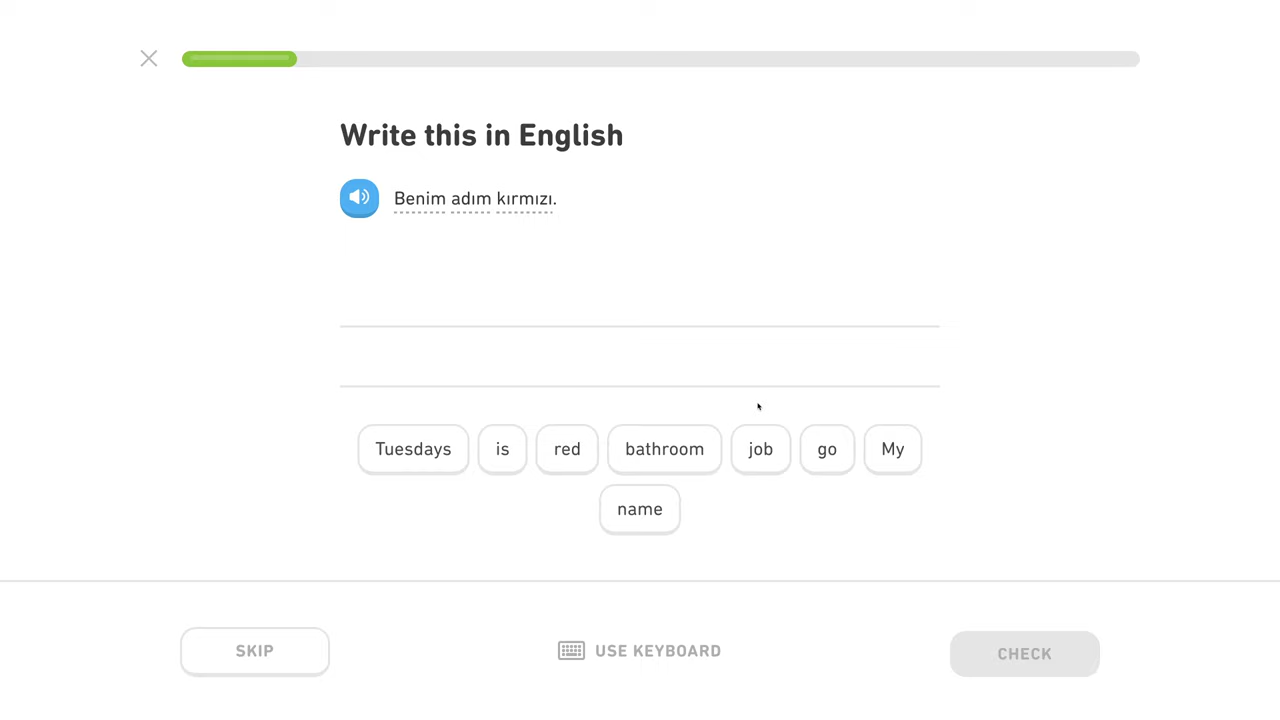 Write this in English
Benim adım kırmızı.
Tuesdays is red bathroom job go My
name
SKIP USE KEYBOARD CHECK